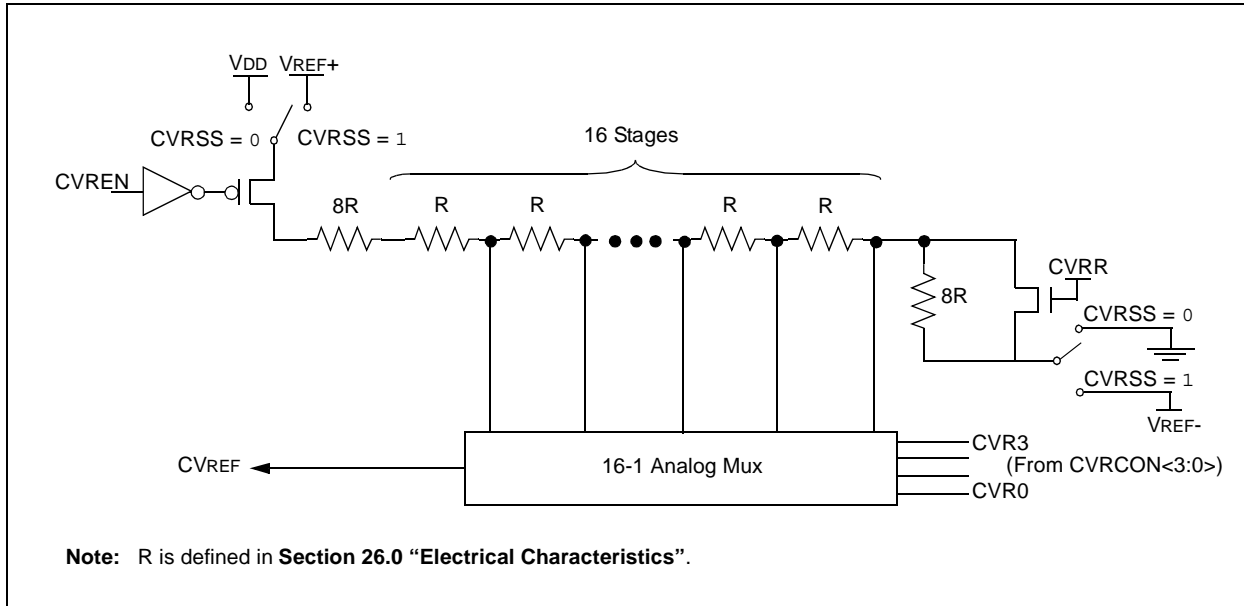 VDD VREF+
CVRSS = 0 CVRSS = 1
16 Stages
CVREN
8R R R R R
CVRR
8R
CVRSS = 0
CVRSS = 1
VREF-
CVREF
16-1 Analog Mux
CVR3
(From CVRCON<3:0>)
CVR0
Note: R is defined in Section 26.0 “Electrical Characteristics”.